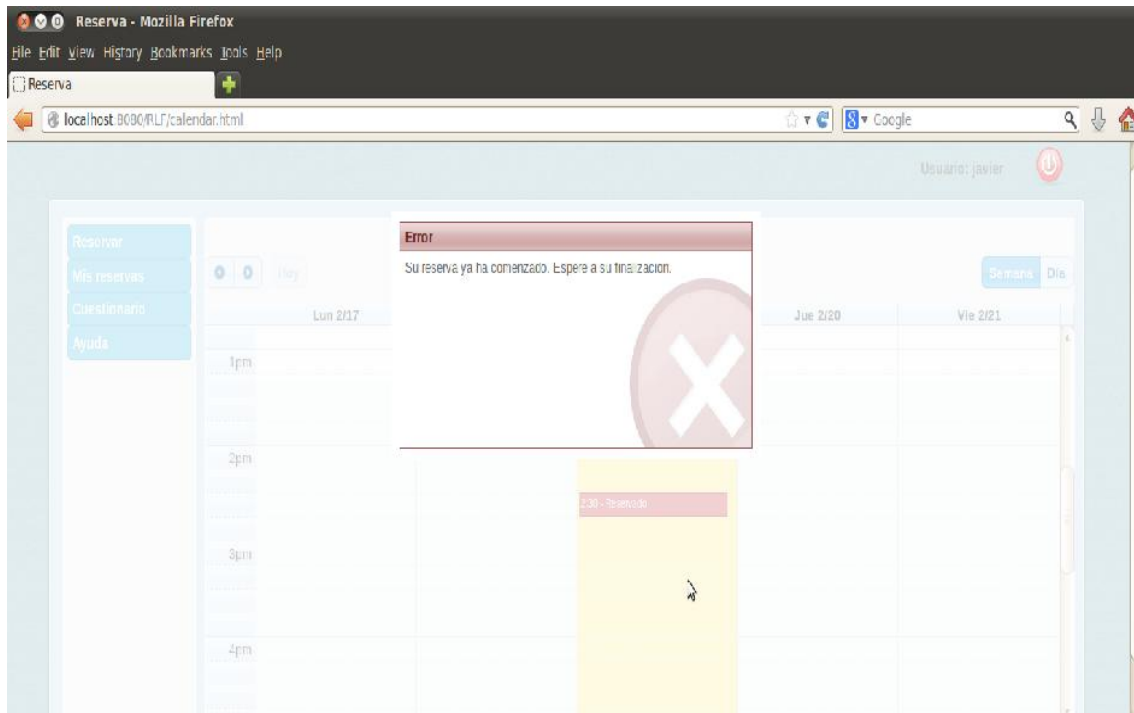 Reserva - Mozilla Firefox
File Edit View History Bookmarks Tools Help
Reserva
localhost:8080/RLF/calendar.html
Google
Usuario: javier
Reservar
Mis reservas
Cuestionario
Ayuda
Error
Su reserva ya ha comenzado. Espere a su finalización.
Hoy
Semana Día
Lun 2/17
Jue 2/20
Vie 2/21
1pm
2pm
2:30 - Reservado
3pm
4pm